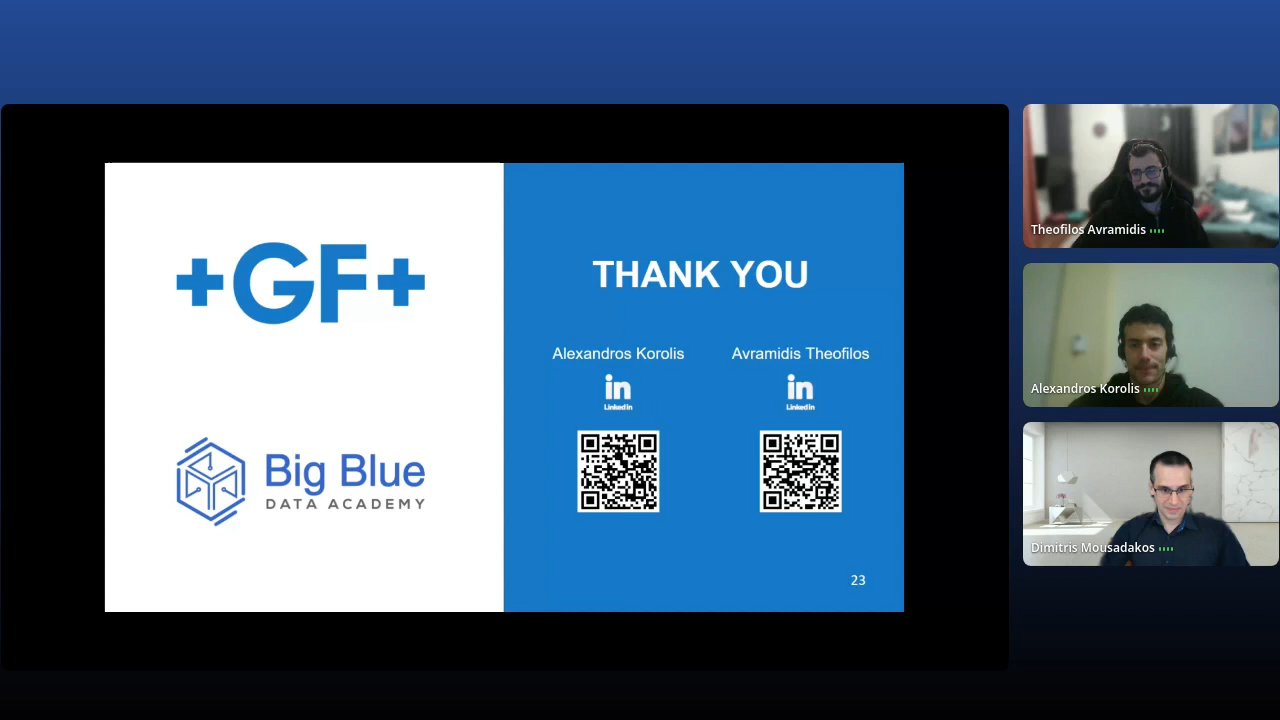 +GF+
Big Blue
DATA ACADEMY
THANK YOU
Alexandros Korolis
Avramidis Theofilos
in
LinkedIn
in
LinkedIn
23
Theofilos Avramidis
Alexandros Korolis
Dimitris Mousadakos